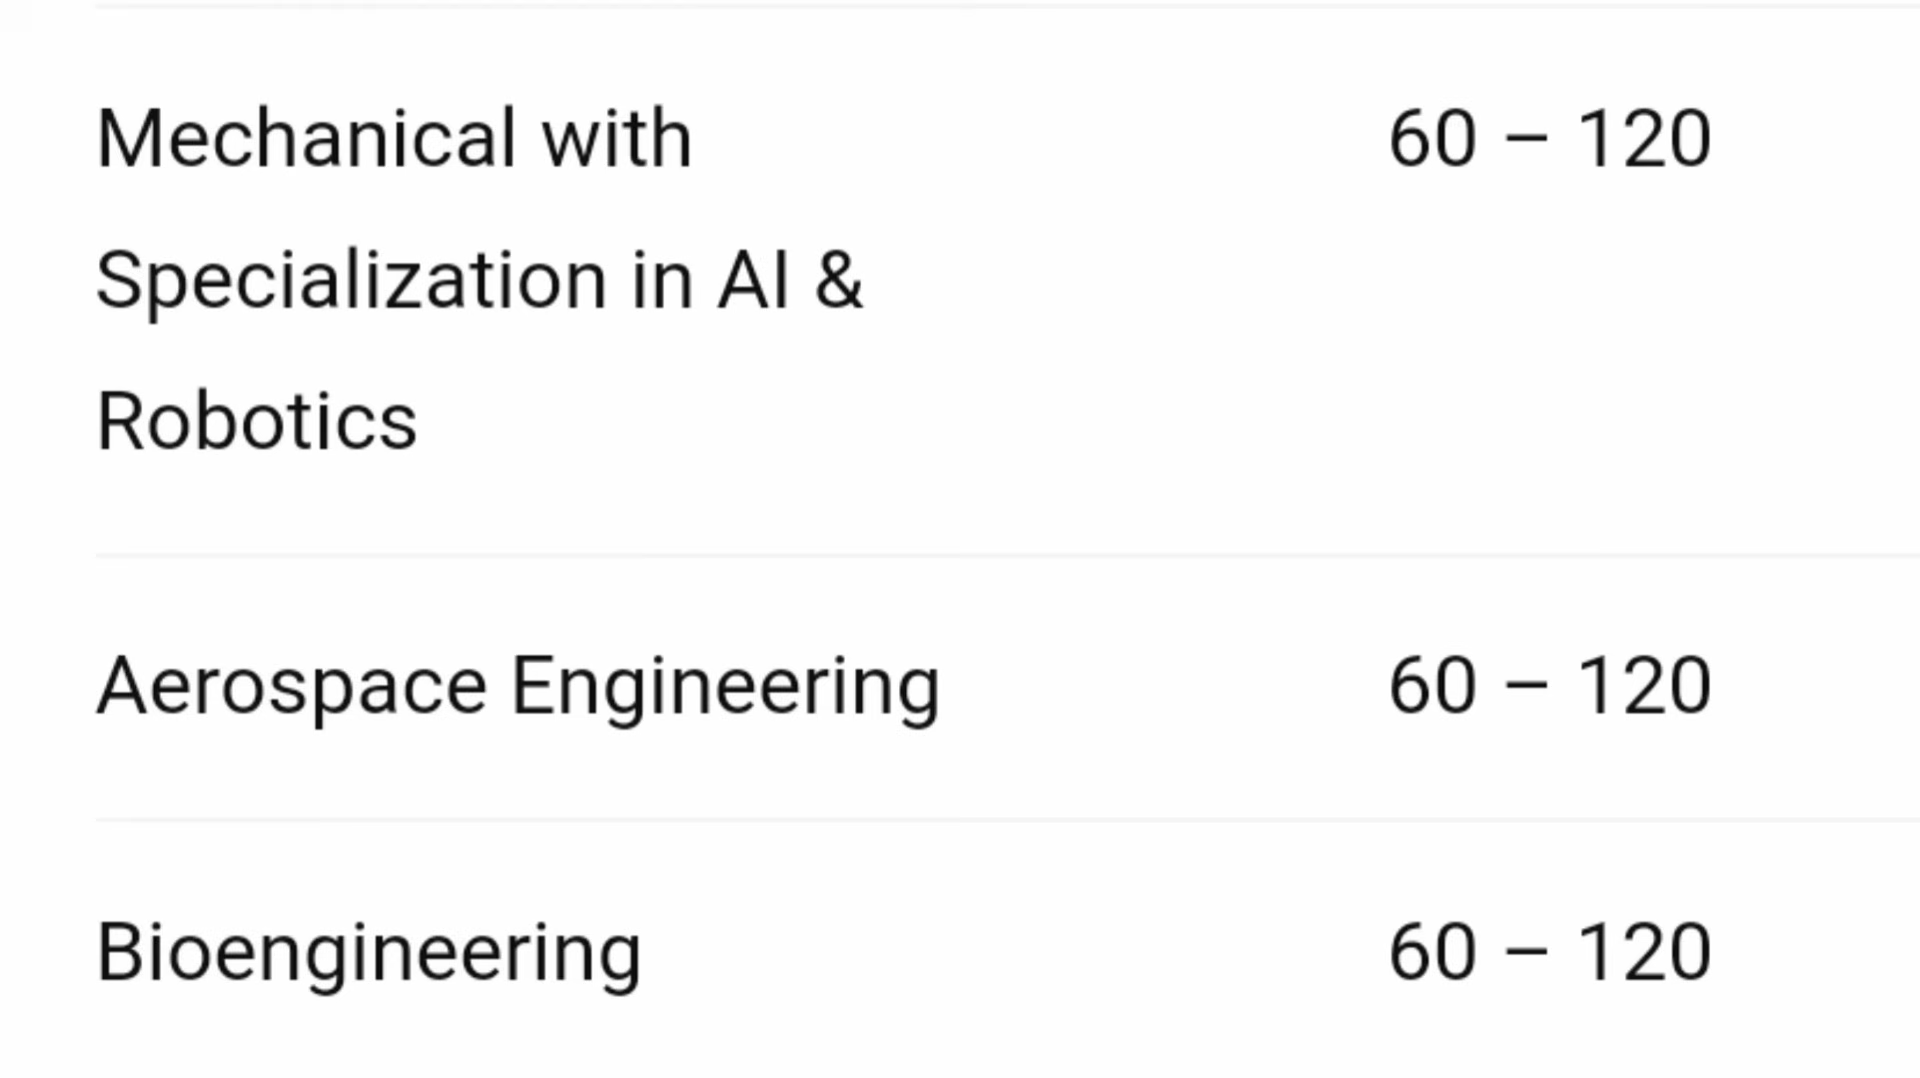 Mechanical with 60 – 120
Specialization in AI &
Robotics
Aerospace Engineering 60 – 120
Bioengineering 60 – 120